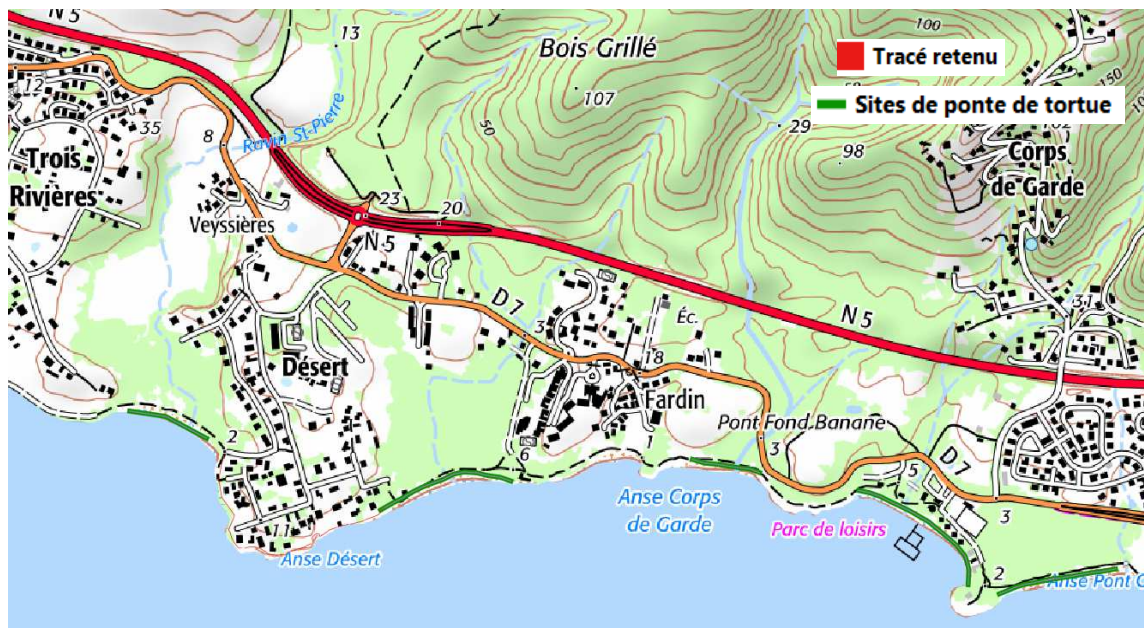 N 5
13
Bois Grillé
100
Tracé retenu
107
150
Sites de ponte de tortue
12
35
8
Ravin St-Pierre
50
29
98
Corps
de Garde
Trois
Rivières
23
20
Veyssières
N 5
D 7
3
Éc.
N 5
31
Désert
18
Fardin
Pont Fond Banane
3
D 7
2
6
1
5
Anse Corps
de Garde
Parc de loisirs
3
11
Anse Désert
2
Anse Pont C